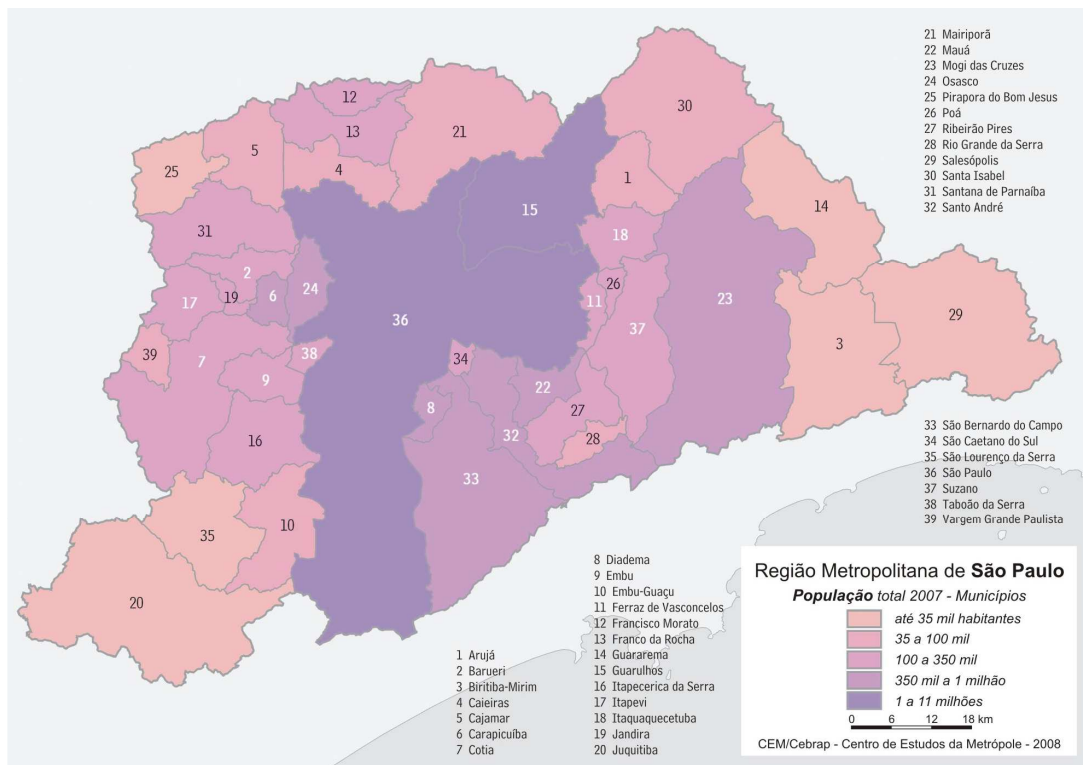 21 Mairiporã
22 Mauá
23 Mogi das Cruzes
24 Osasco
25 Pirapora do Bom Jesus
26 Poá
27 Ribeirão Pires
28 Rio Grande da Serra
29 Salesópolis
30 Santa Isabel
31 Santana de Parnaíba
32 Santo André
12
13
21
30
5
4
25
1
15
14
31
18
2
24
26
17
19
6
11
23
36
37
29
3
39
7
38
34
9
22
8
27
16
32
28
33
10
35
20
33 São Bernardo do Campo
34 São Caetano do Sul
35 São Lourenço da Serra
36 São Paulo
37 Suzano
38 Taboão da Serra
39 Vargem Grande Paulista
8 Diadema
9 Embu
10 Embu-Guaçu
11 Ferraz de Vasconcelos
12 Francisco Morato
13 Franco da Rocha
14 Guararema
15 Guarulhos
16 Itapecerica da Serra
17 Itapevi
18 Itaquaquecetuba
19 Jandira
20 Juquitiba
1 Arujá
2 Barueri
3 Biritiba-Mirim
4 Caieiras
5 Cajamar
6 Carapicuíba
7 Cotia
Região Metropolitana de São Paulo
População total 2007 - Municípios
até 35 mil habitantes
35 a 100 mil
100 a 350 mil
350 mil a 1 milhão
1 a 11 milhões
0 6 12 18 km
CEM/Cebrap - Centro de Estudos da Metrópole - 2008